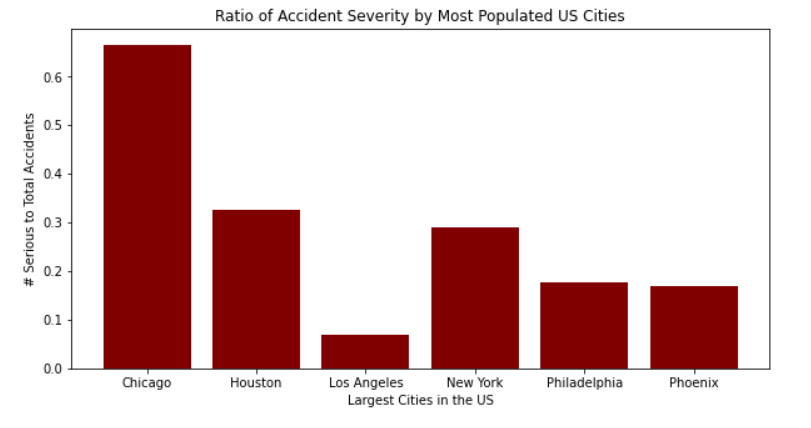 Ratio of Accident Severity by Most Populated US Cities
# Serious to Total Accidents
0.6
0.5
0.4
0.3
0.2
0.1
0.0
Chicago Houston Los Angeles New York Philadelphia Phoenix
Largest Cities in the US